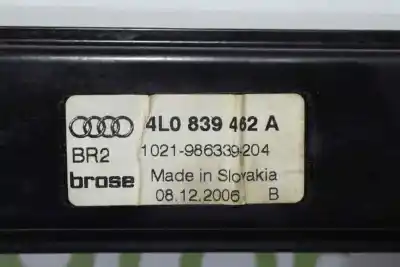 4L0 839 462 A
BR2 1021-986339-204
brose Made in Slovakia
08.12.2006 B